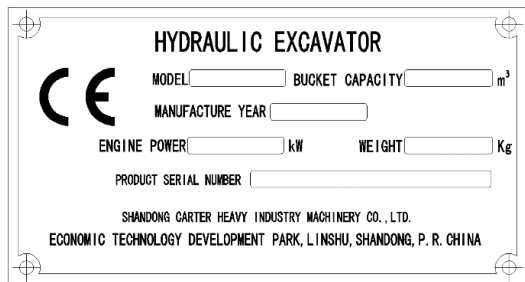 HYDRAULIC EXCAVATOR
CE
MODEL BUCKET CAPACITY m³
MANUFACTURE YEAR
ENGINE POWER kW WEIGHT Kg
PRODUCT SERIAL NUMBER
SHANDONG CARTER HEAVY INDUSTRY MACHINERY CO., LTD.
ECONOMIC TECHNOLOGY DEVELOPMENT PARK, LINSHU, SHANDONG, P. R. CHINA